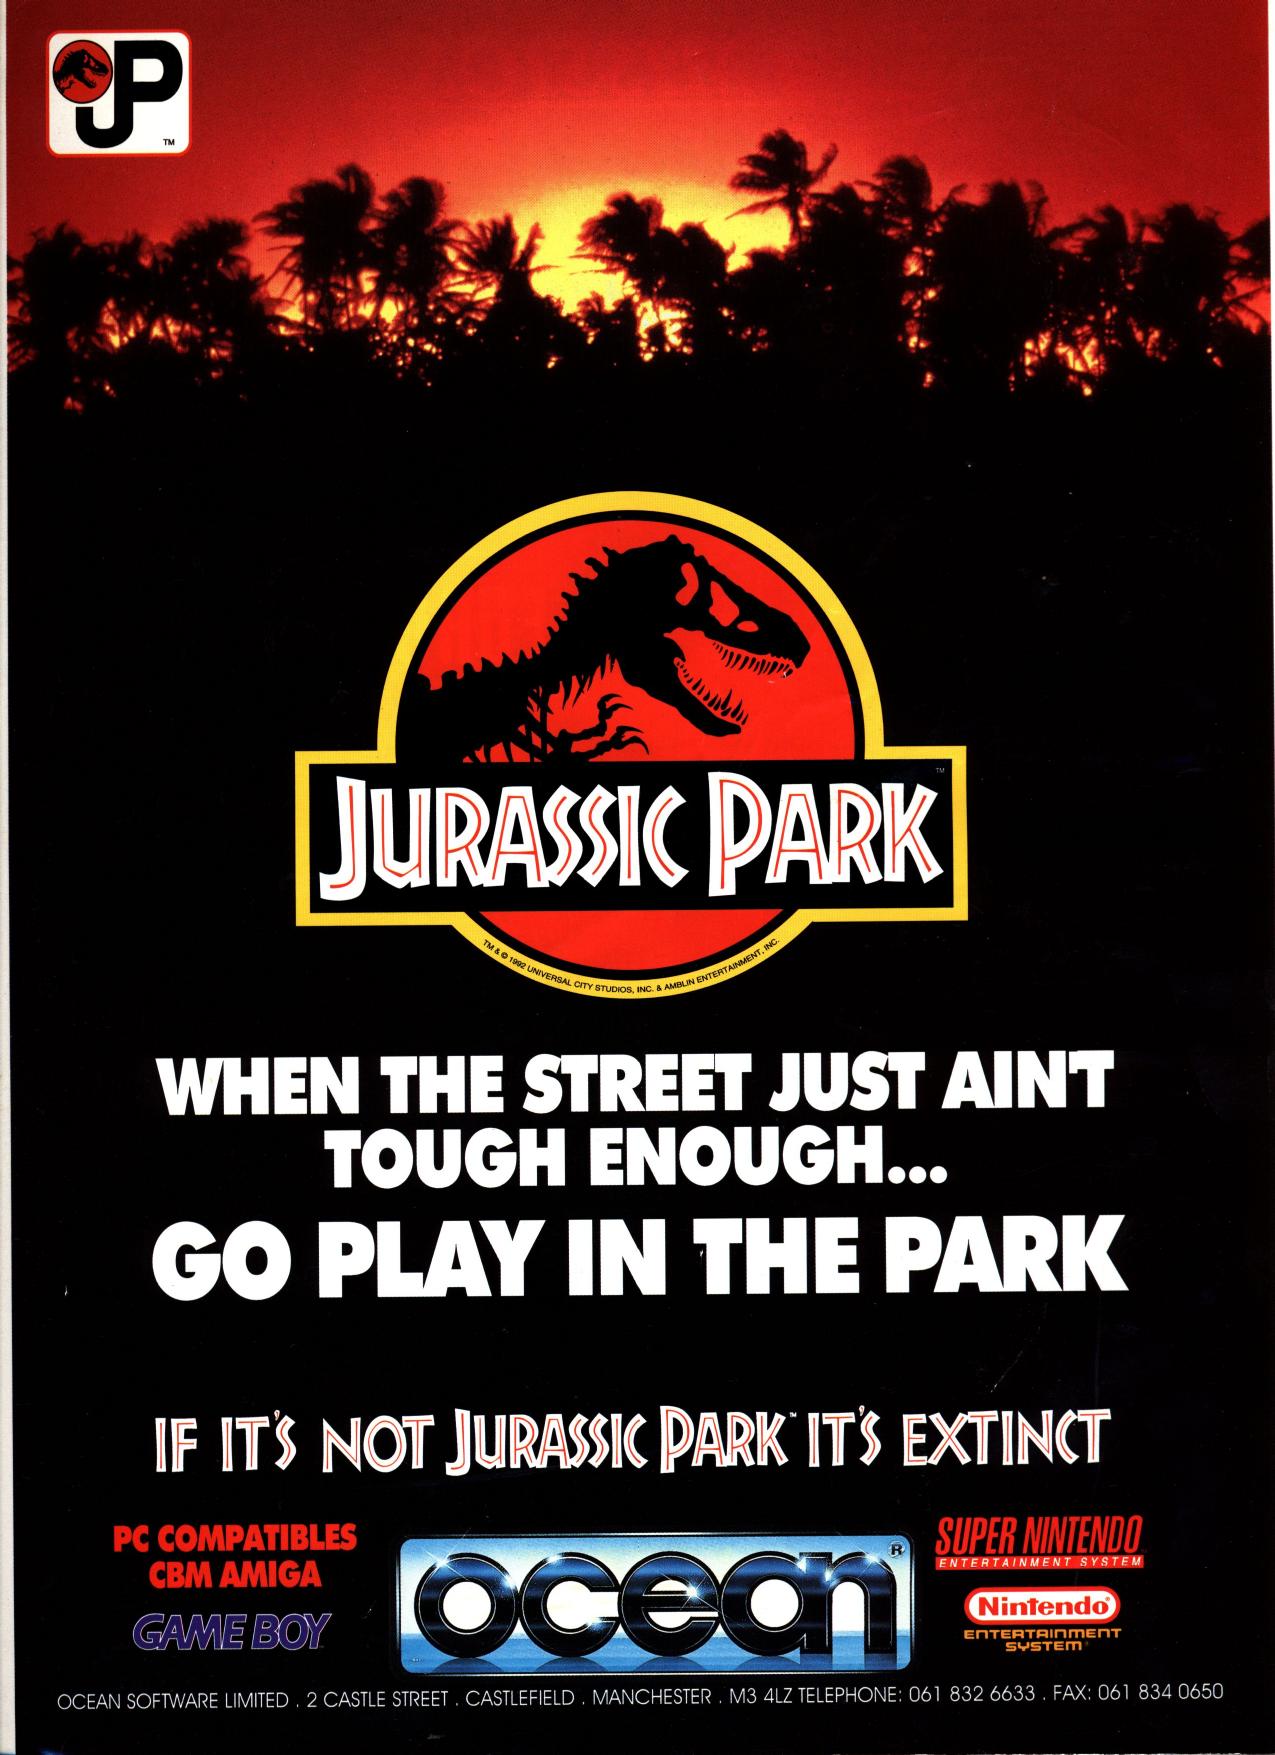 JP
TM
JURASSIC PARK
TM
TM & © 1992 UNIVERSAL CITY STUDIOS, INC. & AMBLIN ENTERTAINMENT, INC.
WHEN THE STREET JUST AINT
TOUGH ENOUGH...
GO PLAY IN THE PARK
IF IT'S NOT JURASSIC PARK™ IT'S EXTINCT
PC COMPATIBLES
CBM AMIGA
GAME BOY
ocean®
SUPER NINTENDO
ENTERTAINMENT SYSTEM
Nintendo®
ENTERTAINMENT
SYSTEM®
OCEAN SOFTWARE LIMITED . 2 CASTLE STREET . CASTLEFIELD . MANCHESTER . M3 4LZ TELEPHONE: 061 832 6633 . FAX: 061 834 0650